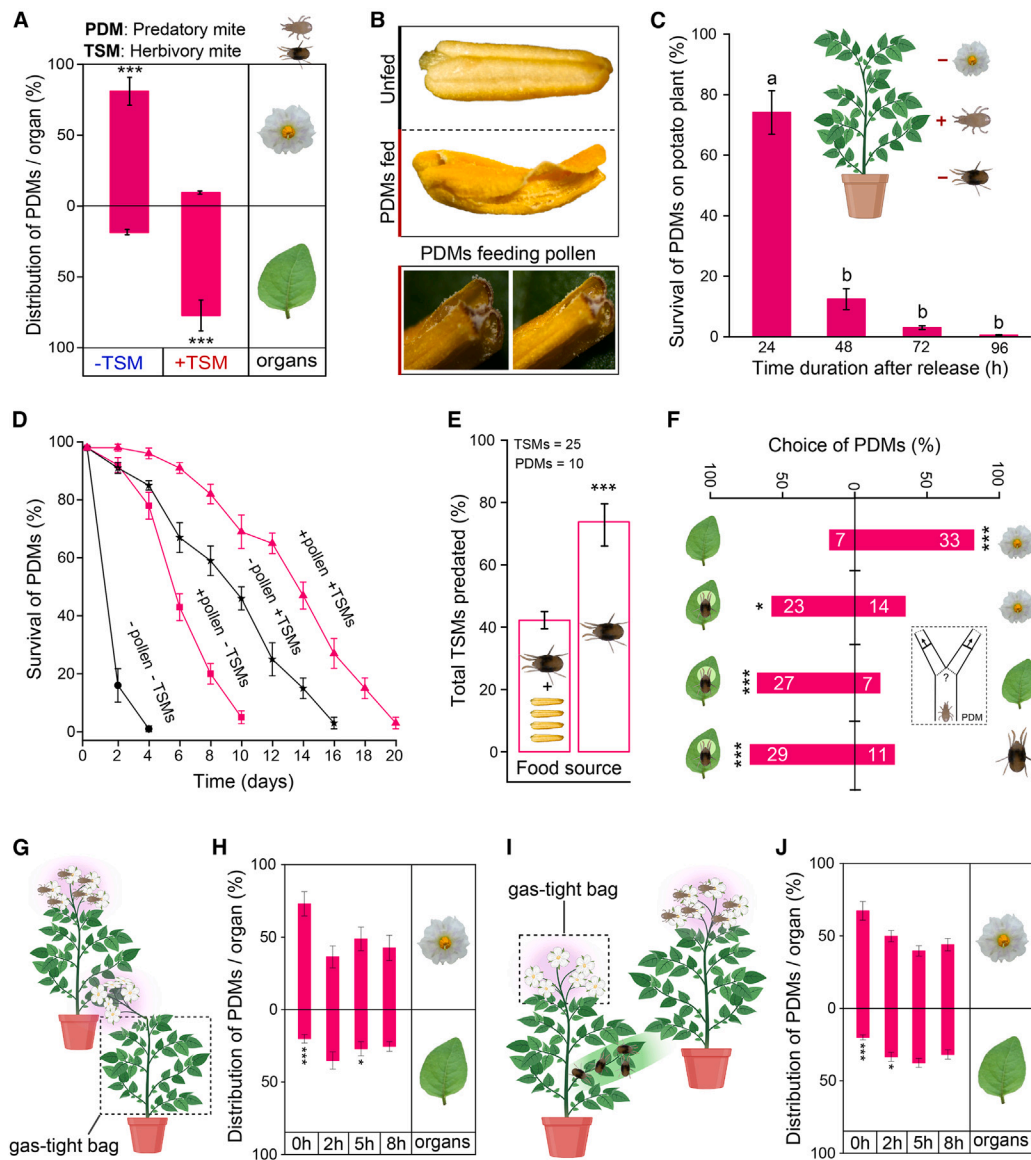 A
PDM: Predatory mite
TSM: Herbivory mite
Distribution of PDMs / organ (%)
100
50
0
50
100
***
***
-TSM
+TSM
organs
B
Unfed
PDMs fed
PDMs feeding pollen
C
Survival of PDMs on potato plant (%)
100
80
60
40
20
0
a
b
b
b
−
+
−
24
48
72
96
Time duration after release (h)
D
Survival of PDMs (%)
100
80
60
40
20
0
- pollen - TSMs
+pollen - TSMs
- pollen +TSMs
+pollen +TSMs
0
2
4
6
8
10
12
14
16
18
20
Time (days)
E
Total TSMs predated (%)
100
80
60
40
20
0
TSMs = 25
PDMs = 10
***
+
Food source
F
Choice of PDMs (%)
100
50
0
50
100
7
33
***
*
23
14
***
27
7
***
29
11
?
PDM
G
gas-tight bag
H
Distribution of PDMs / organ (%)
100
50
0
50
100
***
*
0h
2h
5h
8h
organs
I
gas-tight bag
J
Distribution of PDMs / organ (%)
100
50
0
50
100
***
*
0h
2h
5h
8h
organs